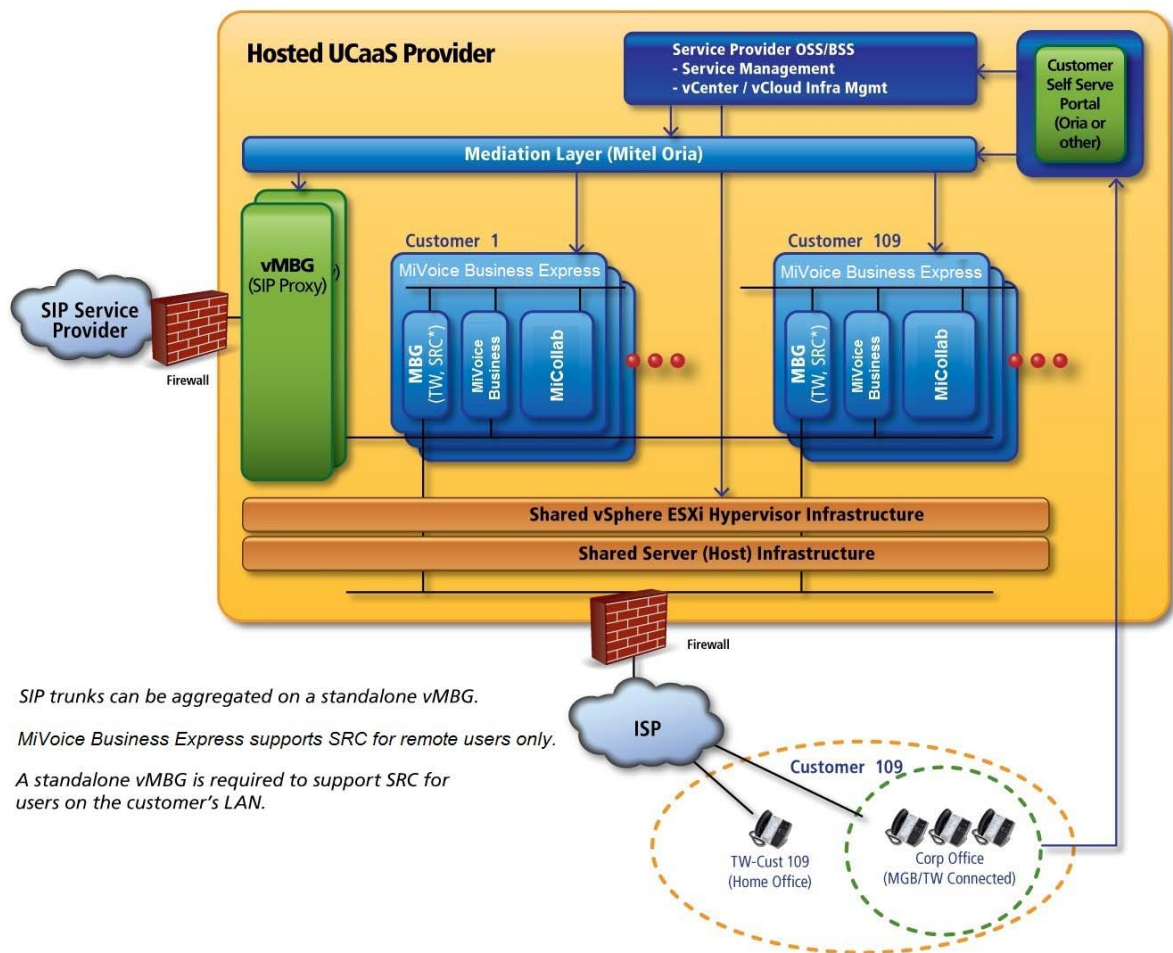 Hosted UCaaS Provider
Service Provider OSS/BSS
- Service Management
- vCenter / vCloud Infra Mgmt
Customer
Self Serve
Portal
(Oria or
other)
Mediation Layer (Mitel Oria)
vMBG
(SIP Proxy)
)
SIP Service
Provider
Firewall
Customer 1
MiVoice Business Express
MBG
(TW, SRC*)
MiVoice
Business
MiCollab
Customer 109
MiVoice Business Express
MBG
(TW, SRC*)
MiVoice
Business
MiCollab
Shared vSphere ESXi Hypervisor Infrastructure
Shared Server (Host) Infrastructure
Firewall
SIP trunks can be aggregated on a standalone vMBG.
MiVoice Business Express supports SRC for remote users only.
A standalone vMBG is required to support SRC for
users on the customer's LAN.
ISP
Customer 109
TW-Cust 109
(Home Office)
Corp Office
(MGB/TW Connected)